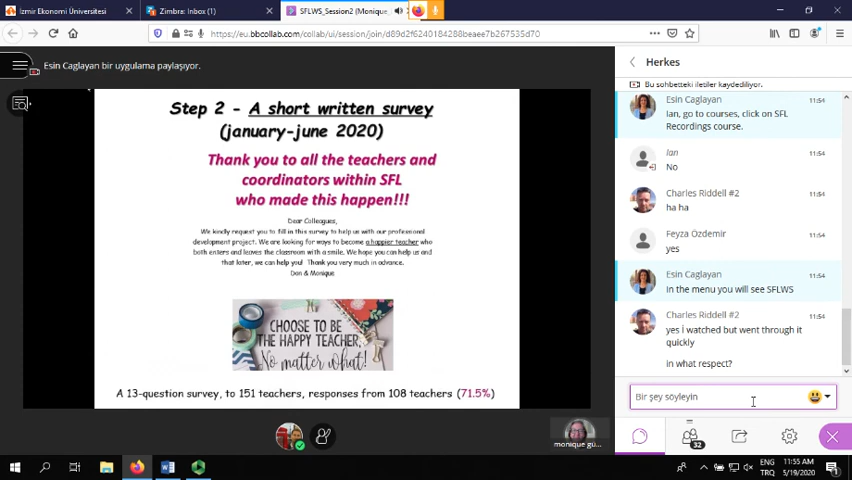 İzmir Ekonomi Üniversitesi
Zimbra: Inbox (1)
SFLWS_Session2 (Monique
https://eu.bbcollab.com/collab/ui/session/join/d89d2f6240184288beaee7b267535d70
Esin Caglayan bir uygulama paylaşıyor.
Step 2 - A short written survey
(january-june 2020)
Thank you to all the teachers and
coordinators within SFL
who made this happen!!!
Dear Colleagues,
We kindly request you to fill in this survey to help us with our professional
development project. We are looking for ways to become a happier teacher who
both enters and leaves the classroom with a smile. We hope you can help us and
that later, we can help you! Thank you very much in advance.
Dan & Monique
CHOOSE TO BE
THE HAPPY TEACHER,
No matter what!
A 13-question survey, to 151 teachers, responses from 108 teachers (71.5%)
monique gü...
Herkes
Bu sohbetteki iletiler kaydediliyor.
Esin Caglayan 11:54
Ian, go to courses, click on SFL
Recordings course.
Ian 11:54
No
Charles Riddell #2 11:54
ha ha
Feyza Özdemir 11:54
yes
Esin Caglayan 11:54
In the menu you will see SFLWS
Charles Riddell #2 11:54
yes i watched but went through it
quickly
in what respect?
Bir şey söyleyin
32
ENG 11:55 AM
TRQ 5/19/2020